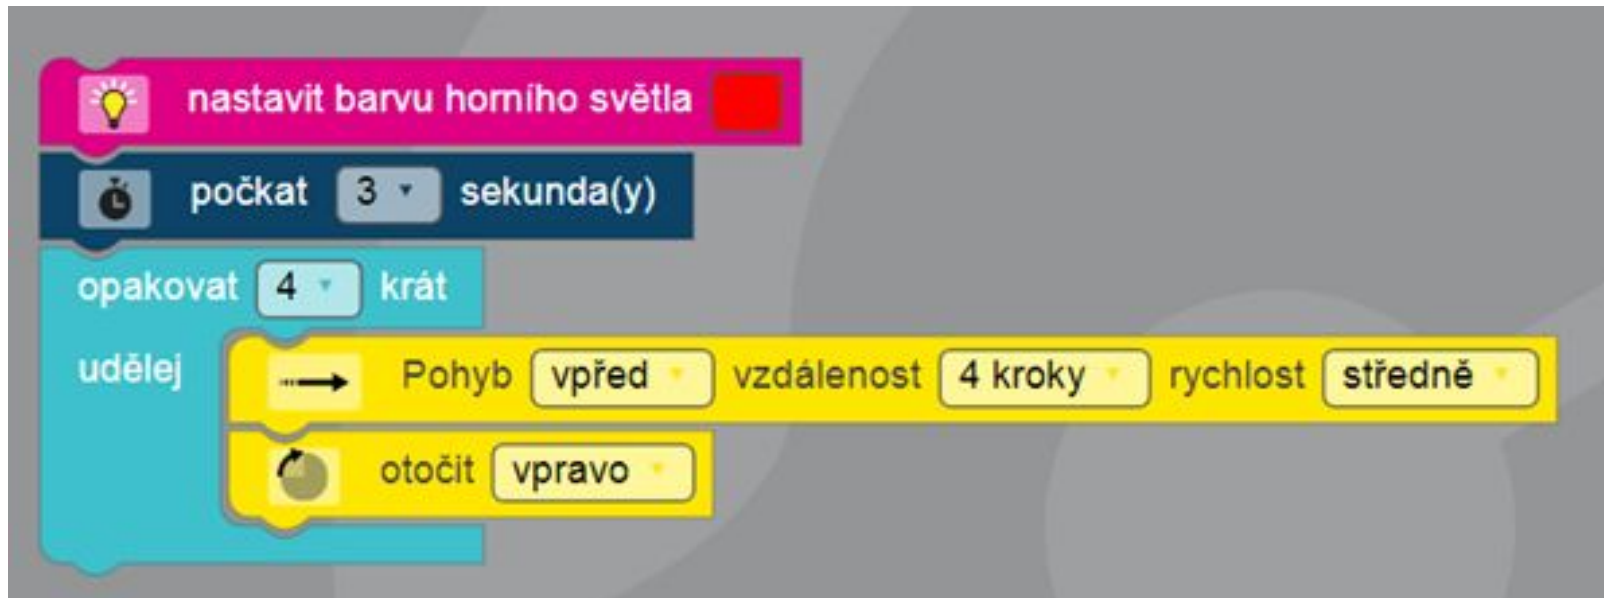 nastavit barvu horního světla
počkat 3 sekunda(y)
opakovat 4 krát
udělej
Pohyb vpřed vzdálenost 4 kroky rychlost středně
otočit vpravo